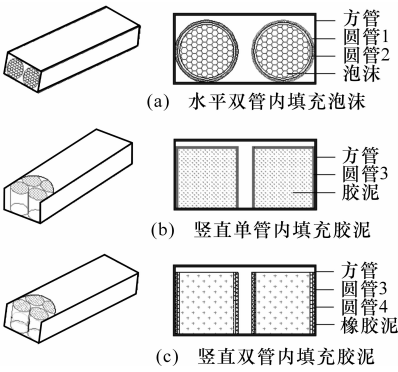 方管
圆管1
圆管2
泡沫
(a) 水平双管内填充泡沫
方管
圆管3
胶泥
(b) 竖直单管内填充胶泥
方管
圆管3
圆管4
橡胶泥
(c) 竖直双管内填充胶泥